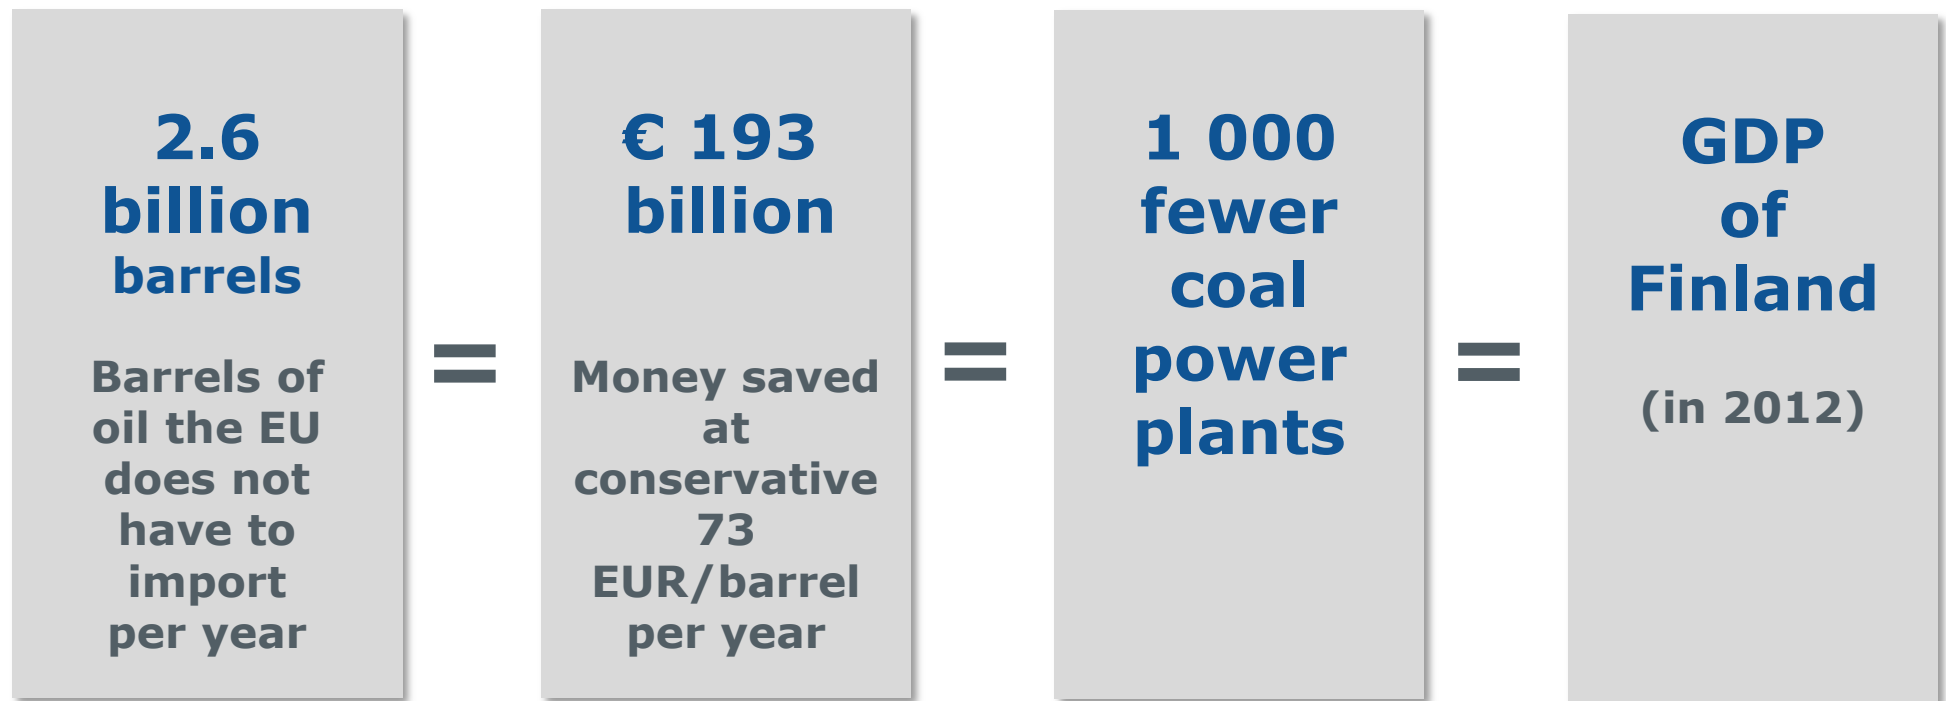 2.6
billion
barrels
Barrels of
oil the EU
does not
have to
import
per year
=
€ 193
billion
Money saved
at
conservative
73
EUR/barrel
per year
=
1 000
fewer
coal
power
plants
=
GDP
of
Finland
(in 2012)